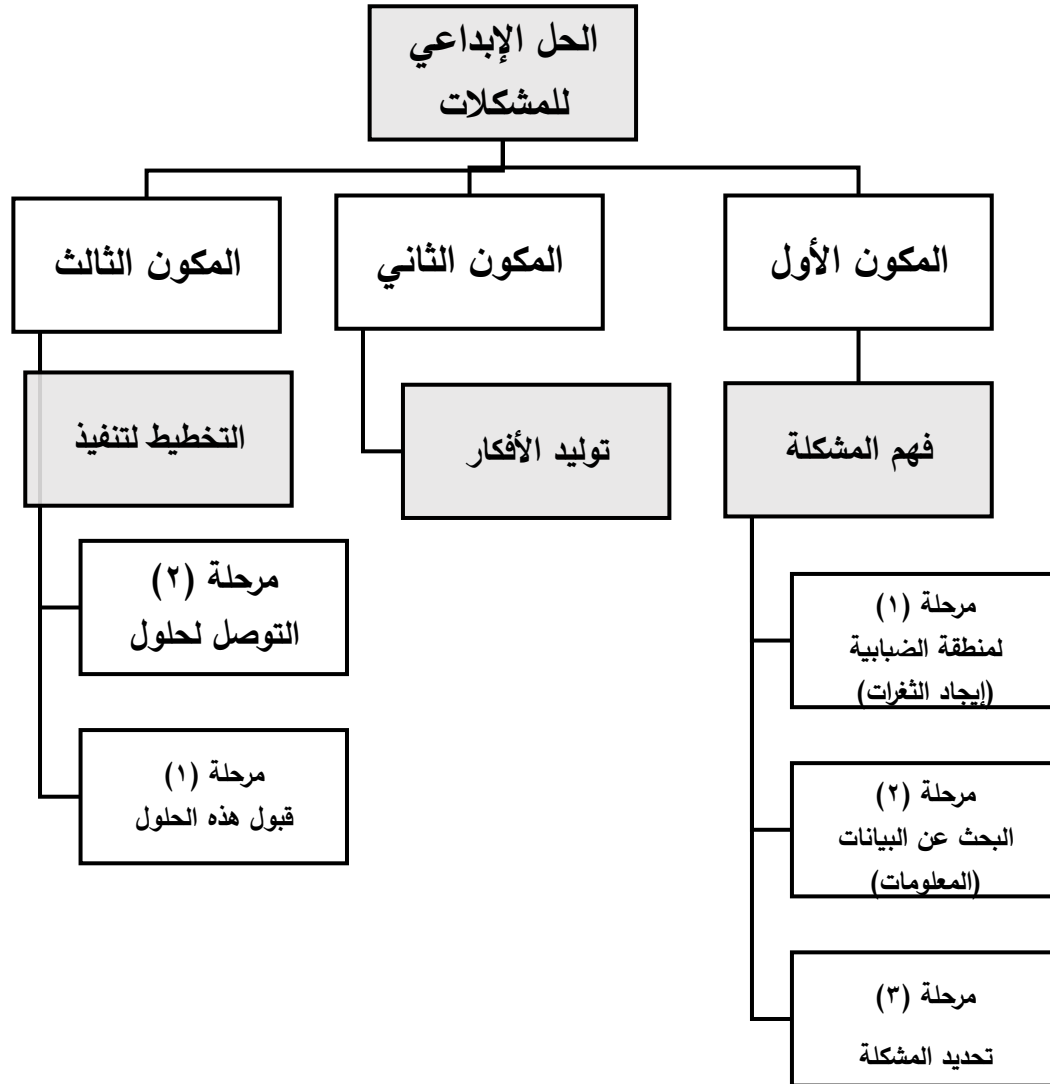 الحل الإبداعي
للمشكلات
المكون الأول
المكون الثاني
المكون الثالث
فهم المشكلة
توليد الأفكار
التخطيط لتنفيذ
مرحلة (١)
لمنطقة الضبابية
(إيجاد الثغرات)
مرحلة (٢)
البحث عن البيانات
(المعلومات)
مرحلة (٣)
تحديد المشكلة
مرحلة (٢)
التوصل لحلول
مرحلة (١)
قبول هذه الحلول